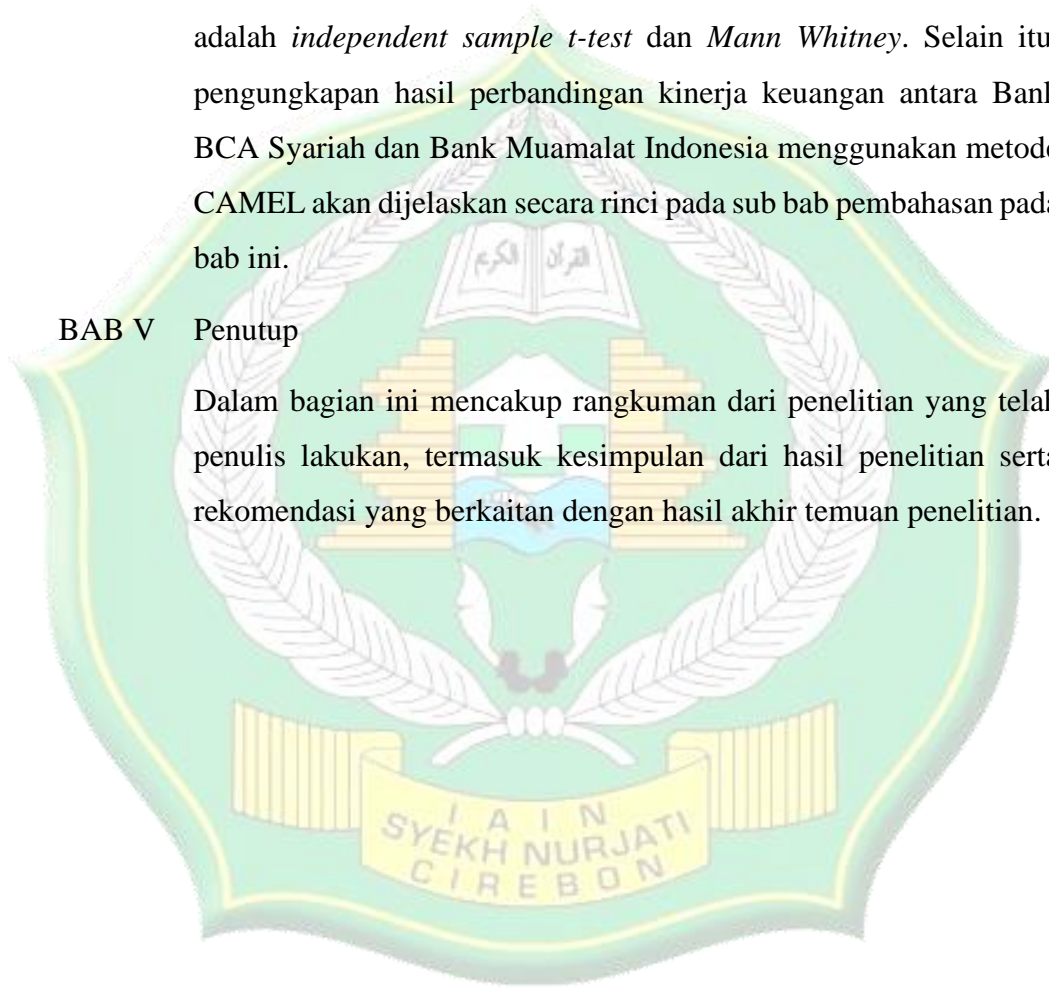 adalah independent sample t-test dan Mann Whitney. Selain itu
pengungkapan hasil perbandingan kinerja keuangan antara Bank
BCA Syariah dan Bank Muamalat Indonesia menggunakan metode
CAMEL akan dijelaskan secara rinci pada sub bab pembahasan pada
bab ini.
القرآن الكريم
BAB V Penutup
Dalam bagian ini mencakup rangkuman dari penelitian yang telah
penulis lakukan, termasuk kesimpulan dari hasil penelitian serta
rekomendasi yang berkaitan dengan hasil akhir temuan penelitian.
IAIN
SYEKH NURJATI
CIREBON